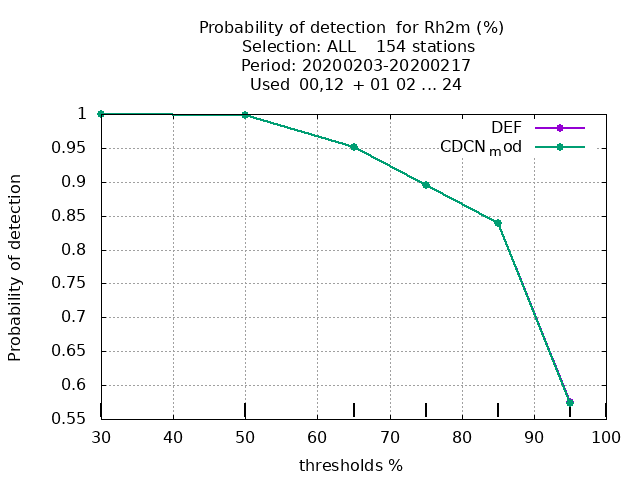 Probability of detection for Rh2m (%)
Selection: ALL 154 stations
Period: 20200203-20200217
Used 00,12 + 01 02 ... 24
DEF
CDCNmod
1
0.95
0.9
0.85
0.8
0.75
0.7
0.65
0.6
0.55
Probability of detection
30 40 50 60 70 80 90 100
thresholds %